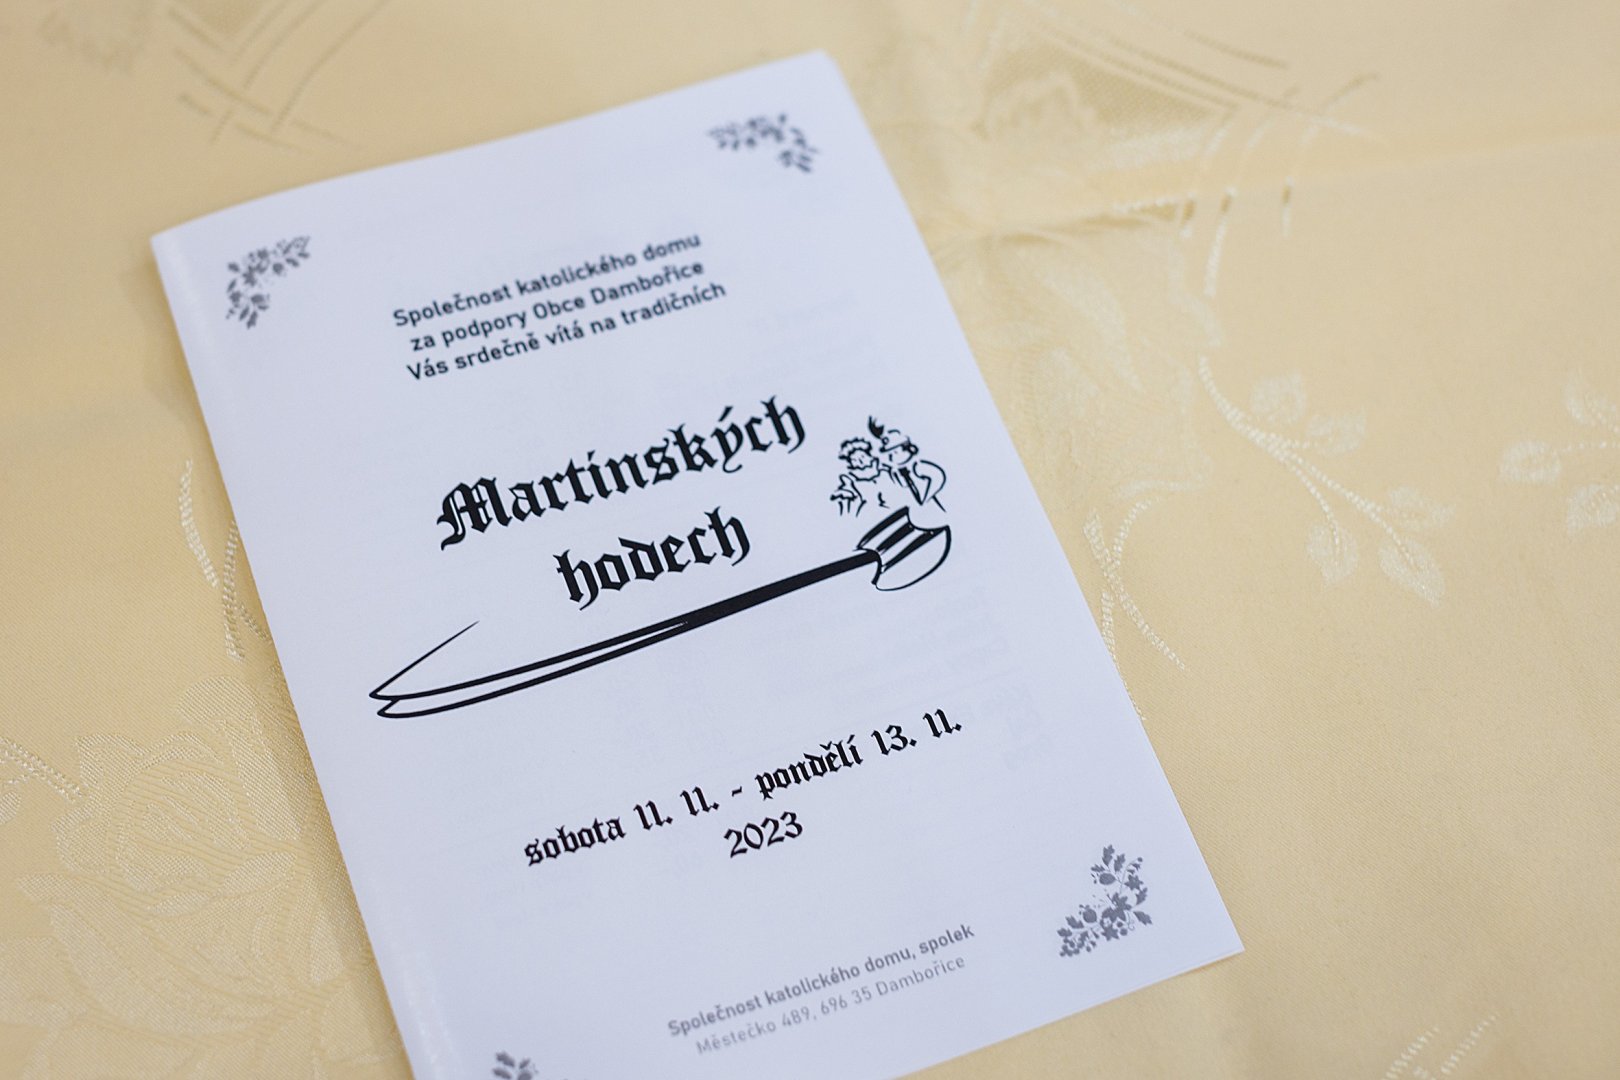 Společnost katolického domu
za podpory Obce Dambořice
Vás srdečně vítá na tradičních
Martinských
hodech
sobota 11. 11. - pondělí 13. 11.
2023
Společnost katolického domu, spolek
Městečko 489, 696 35 Dambořice